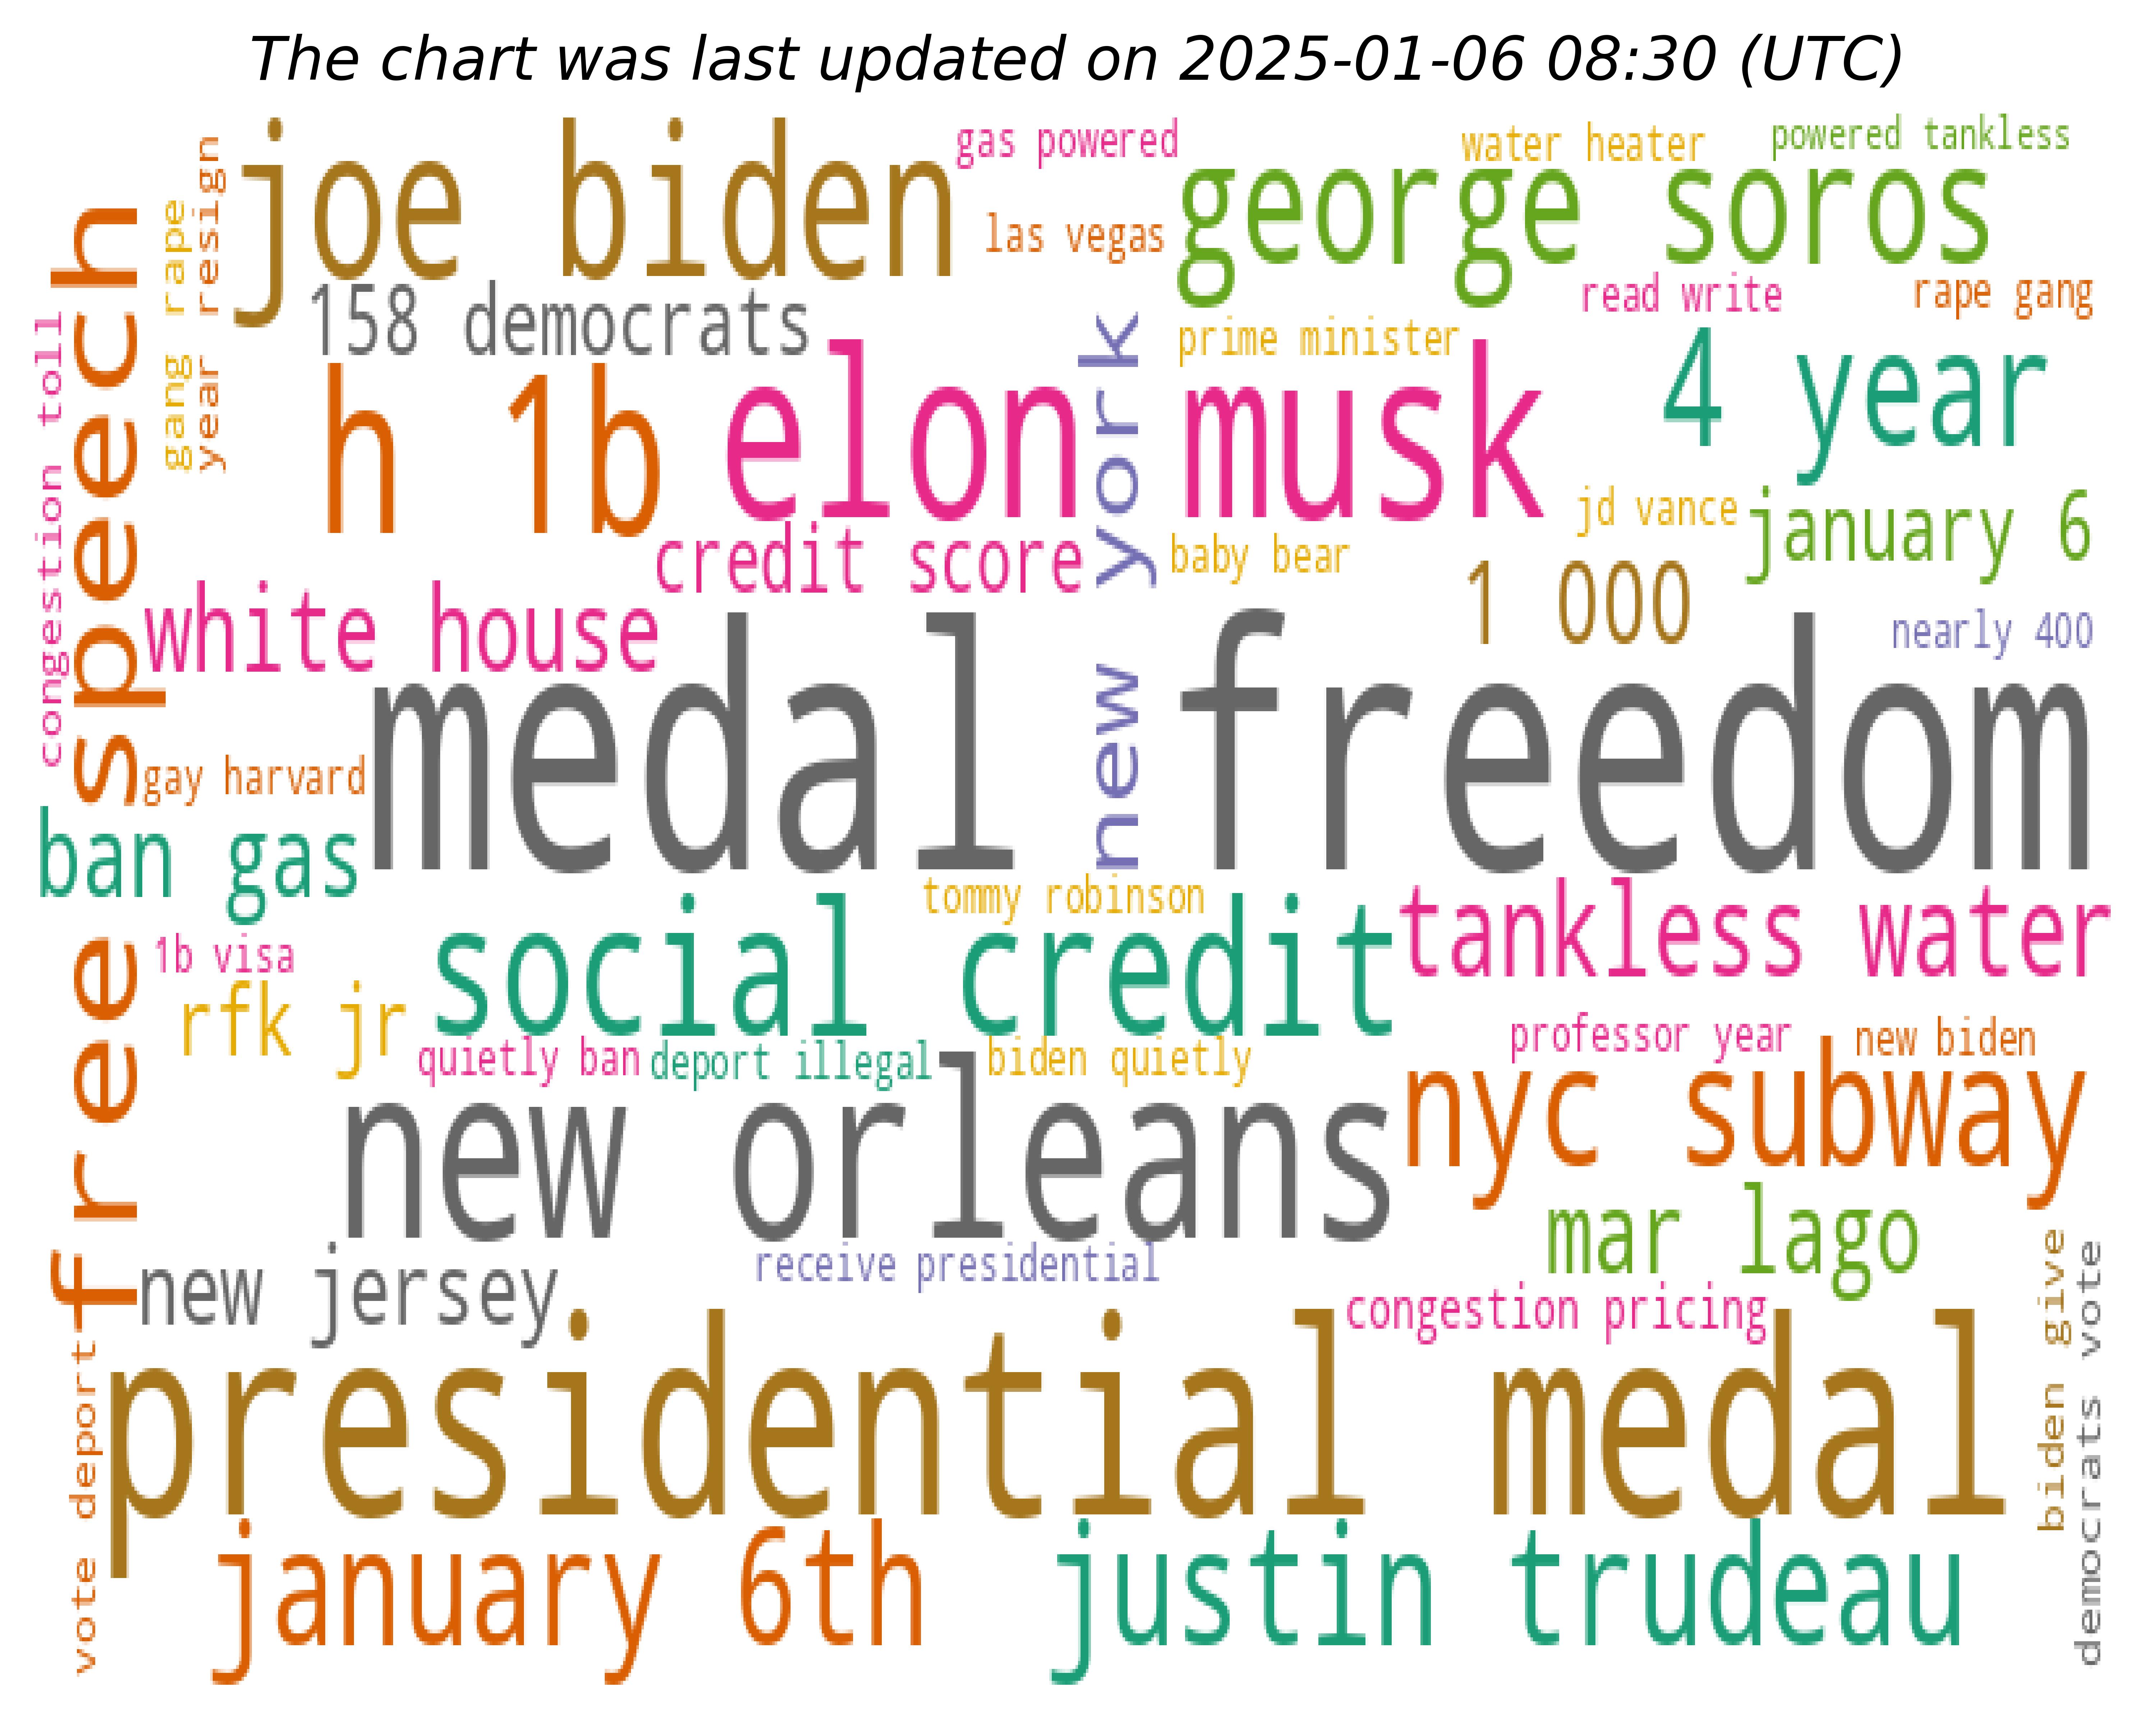 The chart was last updated on 2025-01-06 08:30 (UTC)
joe biden
gas powered
water heater
powered tankless
george soros
las vegas
gang rape
year resign
free speech
congestion toll
158 democrats
read write
rape gang
prime minister
4 year
h 1b
elon musk
new york
jd vance
january 6
credit score
baby bear
1 000
white house
nearly 400
medal freedom
gay harvard
ban gas
tommy robinson
tankless water
social credit
1b visa
rfk jr
quietly ban
deport illegal
biden quietly
professor year
new biden
nyc subway
new orleans
mar lago
receive presidential
new jersey
congestion pricing
biden give
democrats vote
vote deport
presidential medal
january 6th
justin trudeau